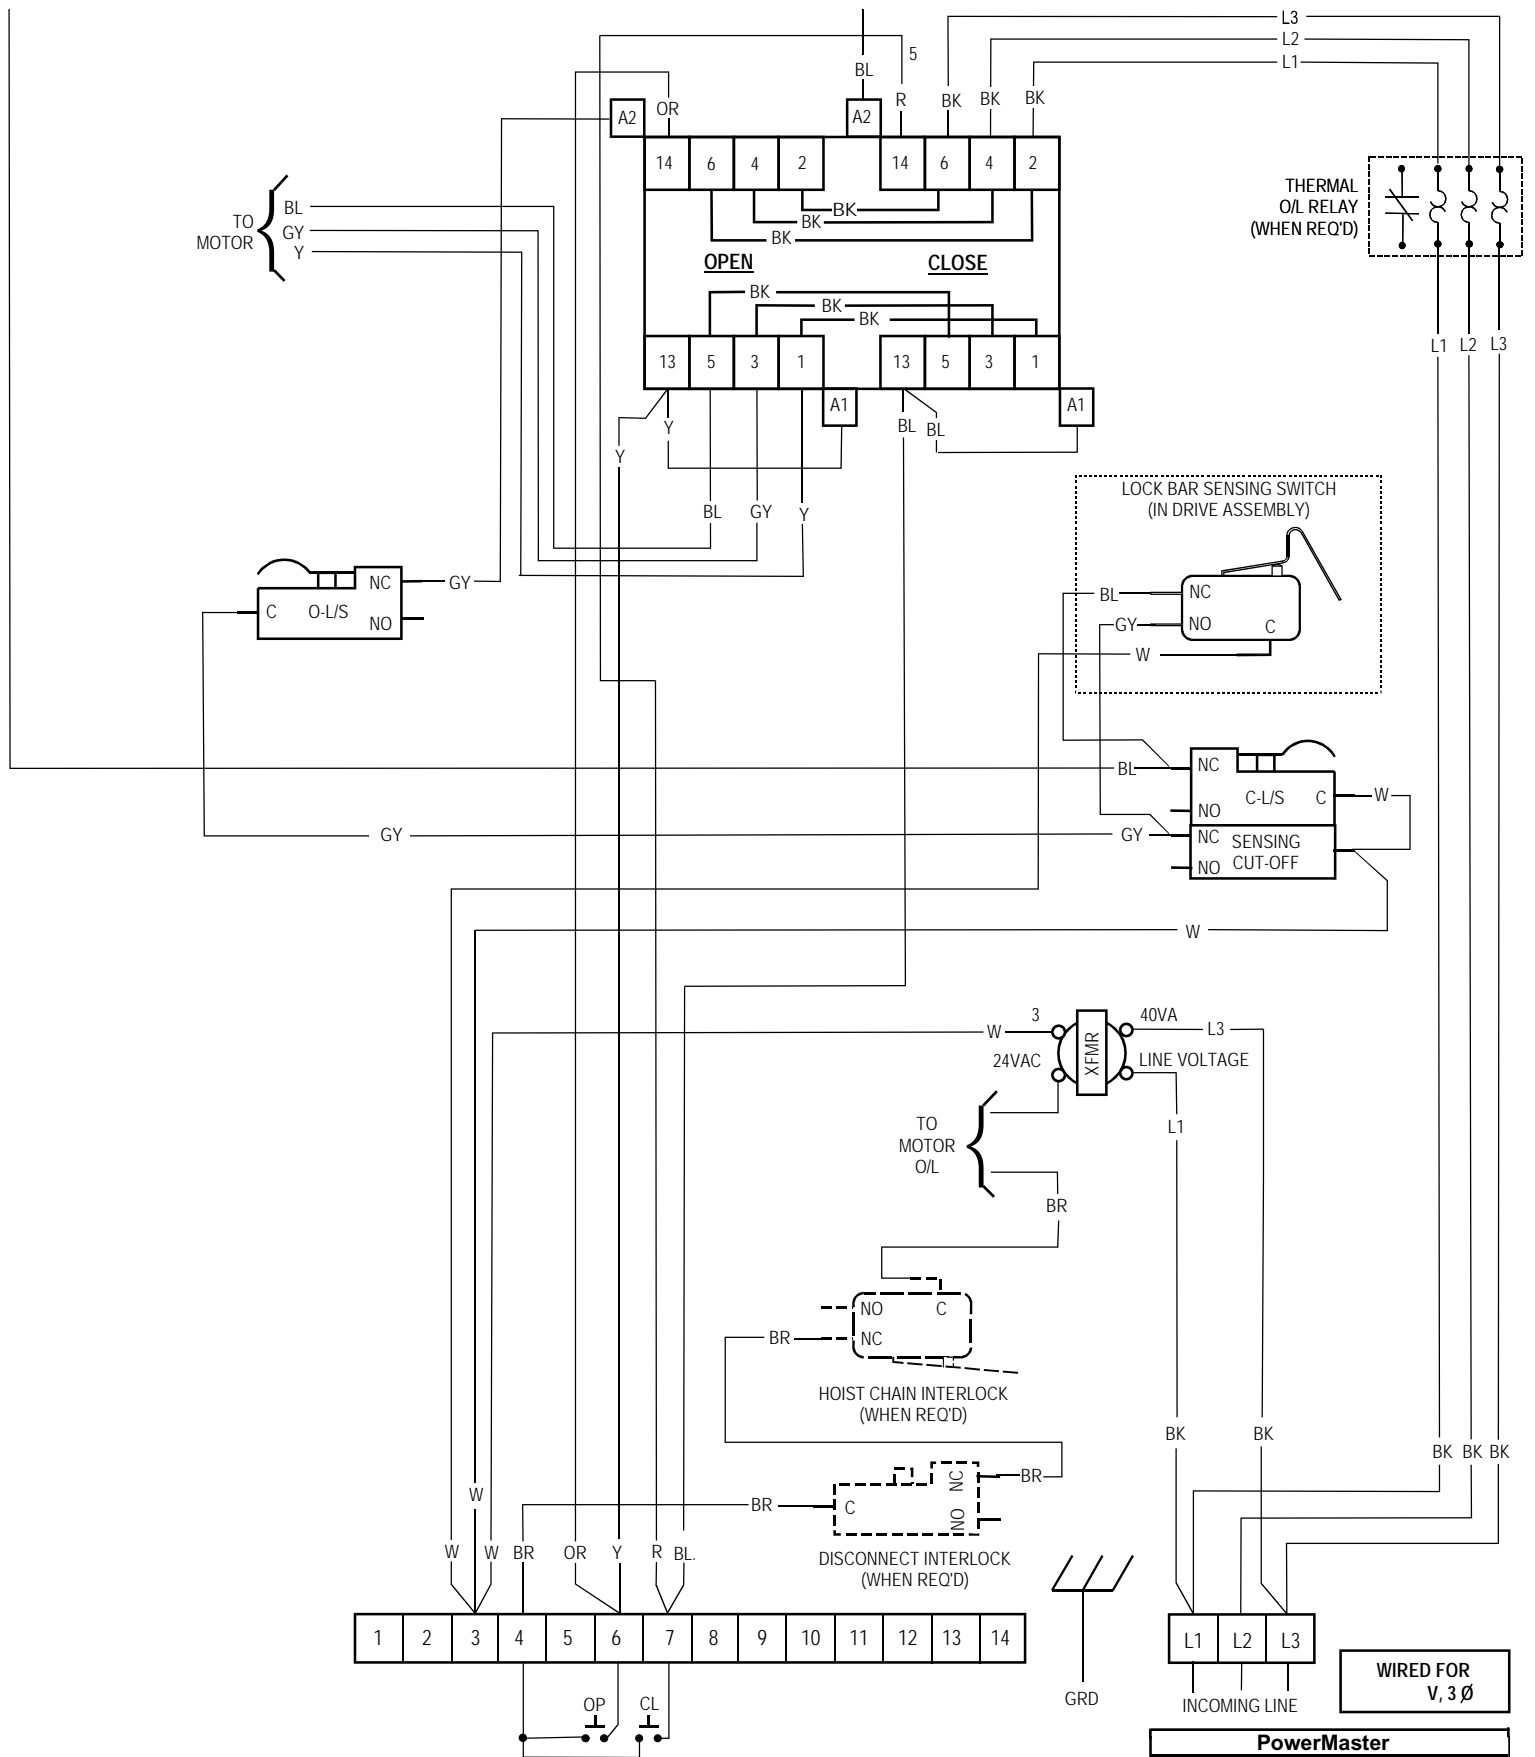 L3
L2
L1
5
BL
OR
R
BK
BK
BK
A2
A2
14
6
4
2
14
6
4
2
THERMAL
O/L RELAY
(WHEN REQ'D)
TO
MOTOR
BL
GY
Y
BK
BK
BK
OPEN
CLOSE
BK
BK
BK
13
5
3
1
13
5
3
1
L1
L2
L3
A1
A1
Y
Y
BL
BL
BL
GY
Y
LOCK BAR SENSING SWITCH
(IN DRIVE ASSEMBLY)
NC
GY
C
O-L/S
NO
BL
NC
GY
NO
C
W
BL
NC
C-L/S
C
W
NO
GY
GY
NC
SENSING
CUT-OFF
NO
W
3
40VA
W
XFMR
L3
24VAC
LINE VOLTAGE
TO
MOTOR
O/L
L1
BR
NO
C
BR
NC
HOIST CHAIN INTERLOCK
(WHEN REQ'D)
BK
BK
BK
BK
BK
W
BR
C
NC
NO
BR
DISCONNECT INTERLOCK
(WHEN REQ'D)
W
W
BR
OR
Y
R
BL.
1
2
3
4
5
6
7
8
9
10
11
12
13
14
L1
L2
L3
OP
CL
GRD
INCOMING LINE
WIRED FOR
V, 3 Ø
PowerMaster